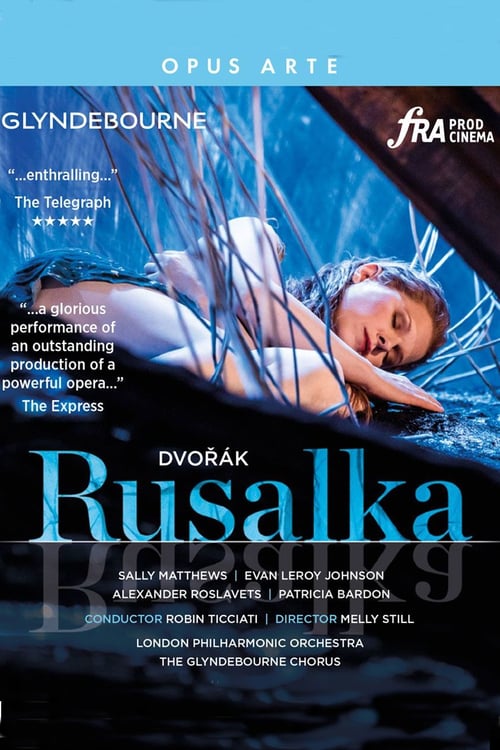 OPUS ARTE
GLYNDEBOURNE
fRA PROD
CINEMA
“...enthralling...”
The Telegraph
★★★★★
“...a glorious
performance of
an outstanding
production of a
powerful opera...”
The Express
DVOŘÁK
Rusalka
SALLY MATTHEWS | EVAN LEROY JOHNSON
ALEXANDER ROSLAVETS | PATRICIA BARDON
CONDUCTOR ROBIN TICCIATI | DIRECTOR MELLY STILL
LONDON PHILHARMONIC ORCHESTRA
THE GLYNDEBOURNE CHORUS